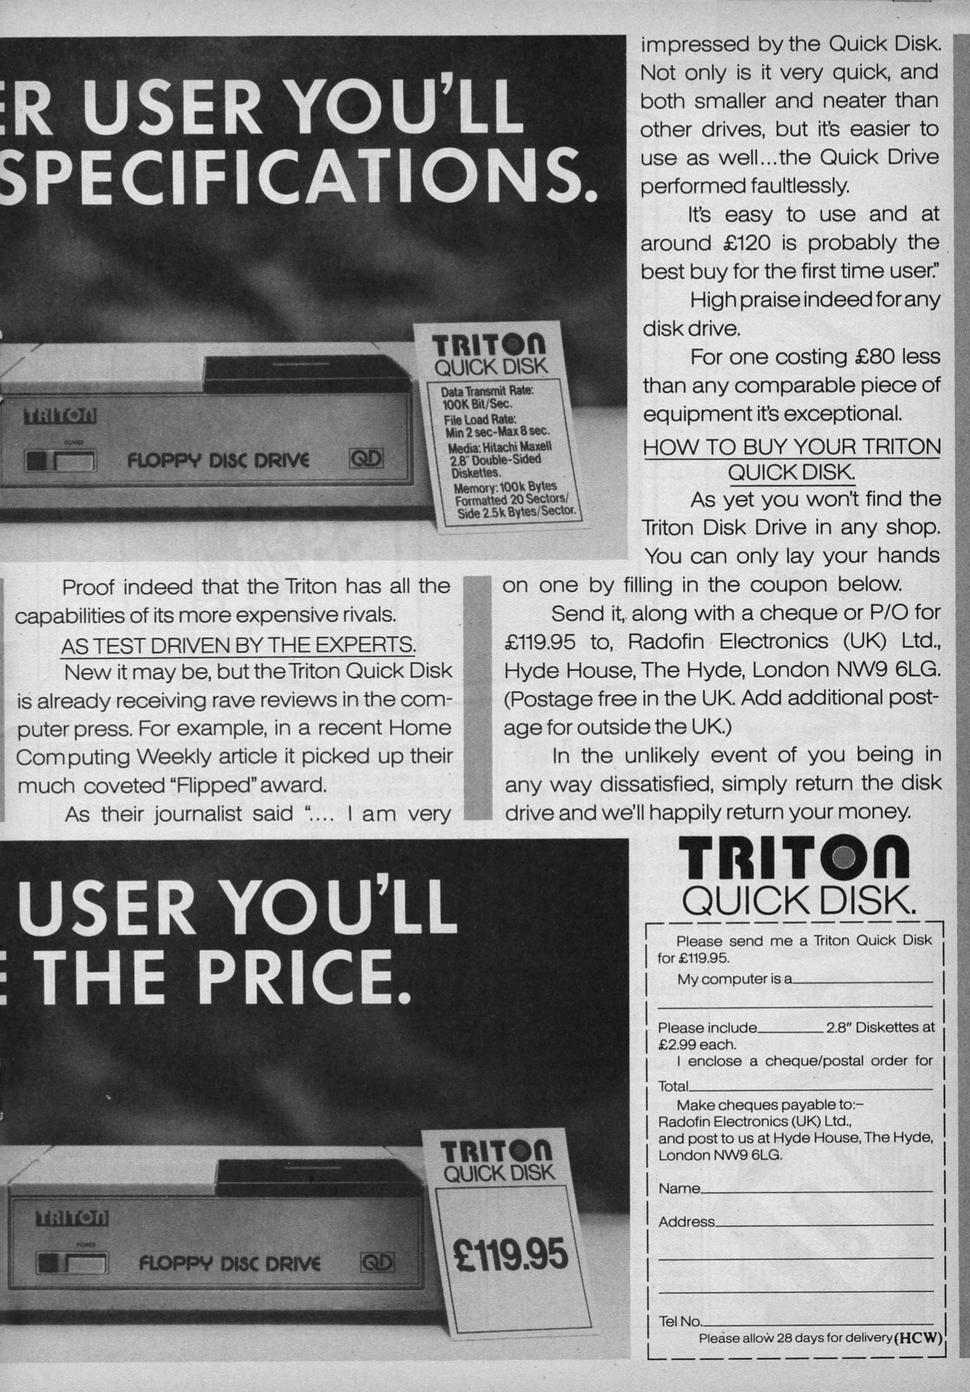 ER USER YOU'LL
SPECIFICATIONS.
TRITON
POWER
FLOPPY DISC DRIVE
QD
TRITON
QUICK DISK
Data Transmit Rate:
100K Bit/Sec.
File Load Rate:
Min 2 sec-Max 8 sec.
Media: Hitachi Maxell
2.8" Double-Sided
Diskettes.
Memory: 100k Bytes
Formatted 20 Sectors/
Side 2.5k Bytes/Sector.
Proof indeed that the Triton has all the
capabilities of its more expensive rivals.
AS TEST DRIVEN BY THE EXPERTS.
New it may be, but the Triton Quick Disk
is already receiving rave reviews in the com-
puter press. For example, in a recent Home
Computing Weekly article it picked up their
much coveted "Flipped" award.
As their journalist said ".... I am very
impressed by the Quick Disk.
Not only is it very quick, and
both smaller and neater than
other drives, but it's easier to
use as well...the Quick Drive
performed faultlessly.
It's easy to use and at
around £120 is probably the
best buy for the first time user."
High praise indeed for any
disk drive.
For one costing £80 less
than any comparable piece of
equipment it's exceptional.
HOW TO BUY YOUR TRITON
QUICK DISK.
As yet you won't find the
Triton Disk Drive in any shop.
You can only lay your hands
on one by filling in the coupon below.
Send it, along with a cheque or P/O for
£119.95 to, Radofin Electronics (UK) Ltd.,
Hyde House, The Hyde, London NW9 6LG.
(Postage free in the UK. Add additional post-
age for outside the UK.)
In the unlikely event of you being in
any way dissatisfied, simply return the disk
drive and we'll happily return your money.
USER YOU'LL
E THE PRICE.
TRITON
POWER
FLOPPY DISC DRIVE
QD
TRITON
QUICK DISK
£119.95
TRITON
QUICK DISK.
Please send me a Triton Quick Disk
for £119.95.
My computer is a
Please include 2.8" Diskettes at
£2.99 each.
I enclose a cheque/postal order for
Total
Make cheques payable to:-
Radofin Electronics (UK) Ltd.,
and post to us at Hyde House, The Hyde,
London NW9 6LG.
Name
Address
Tel No.
Please allow 28 days for delivery (HCW)